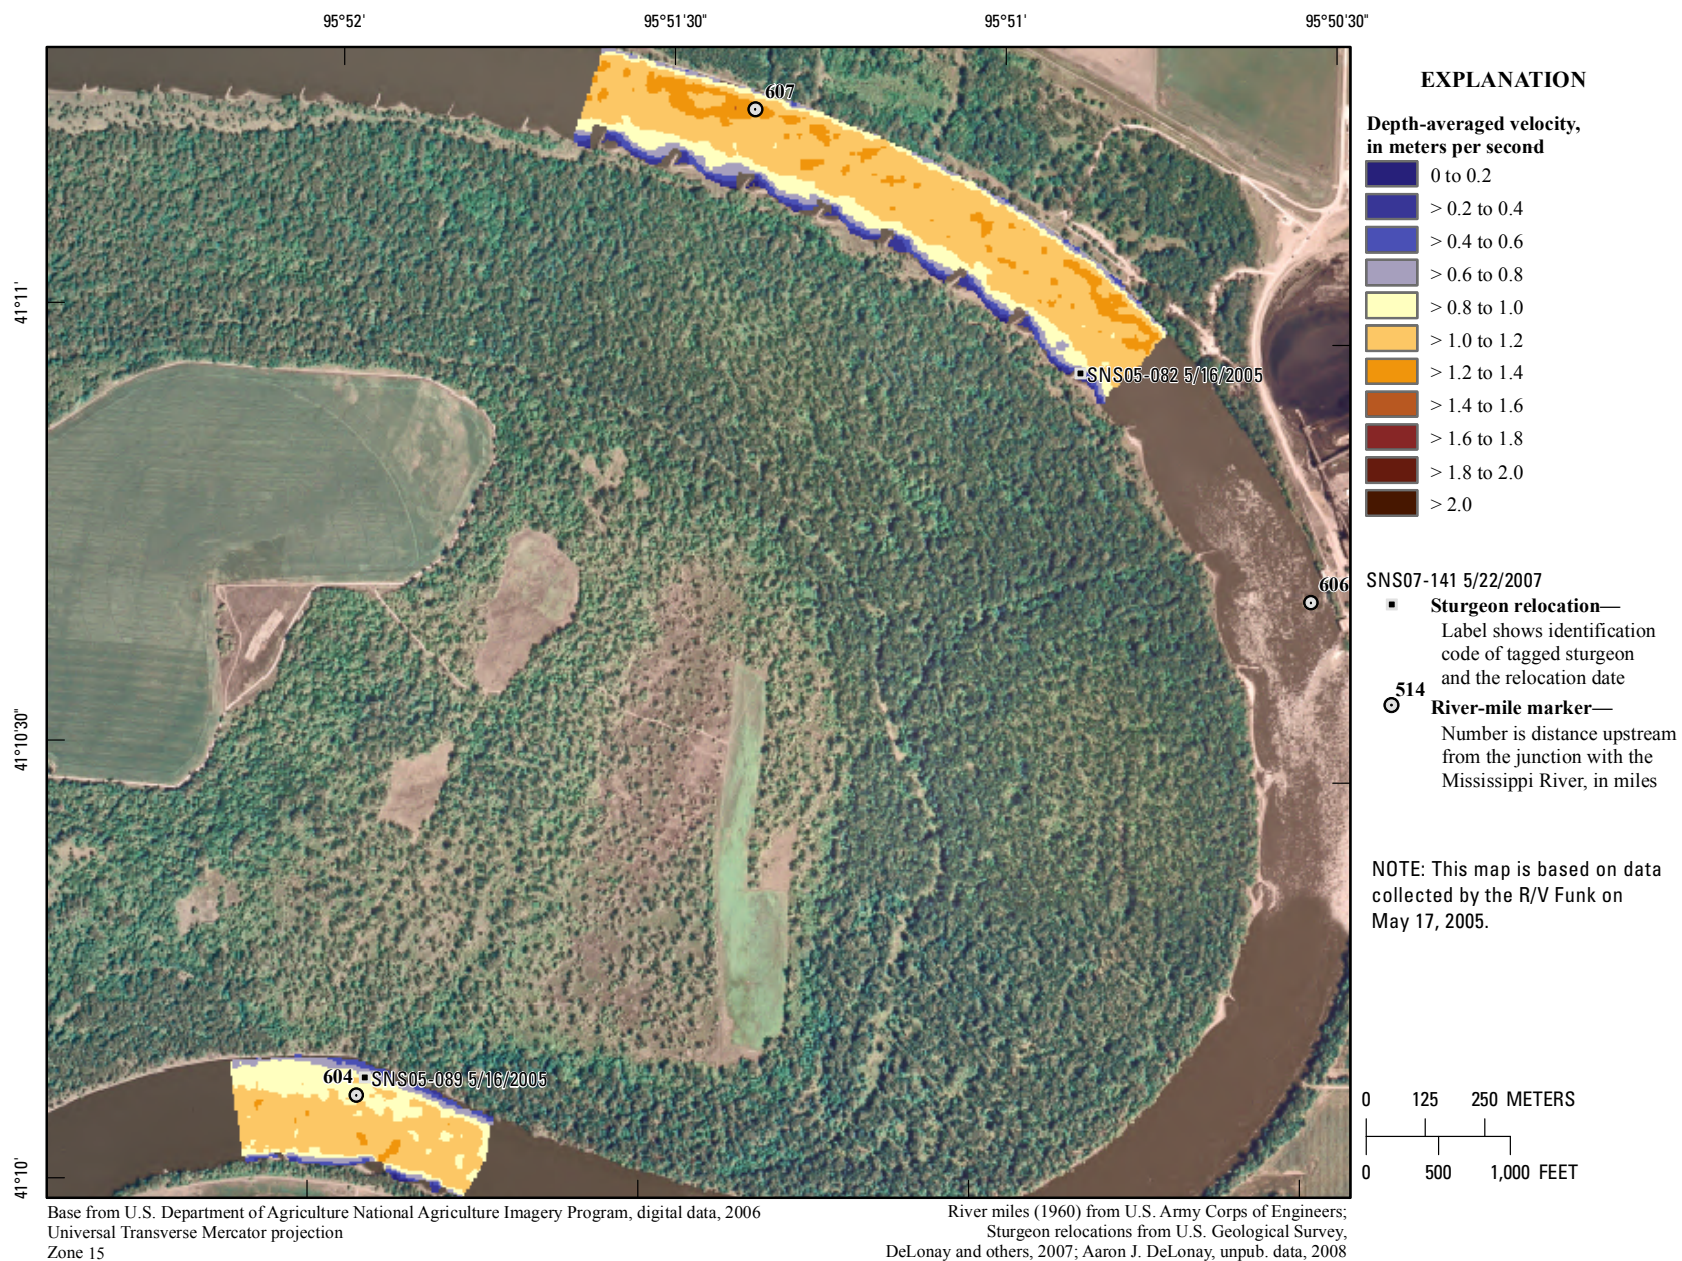 95°52'
95°51'30"
95°51'
95°50'30"
41°11'
41°10'30"
41°10'
607
SNS05-082 5/16/2005
606
604
SNS05-089 5/16/2005
EXPLANATION
Depth-averaged velocity,
in meters per second
0 to 0.2
> 0.2 to 0.4
> 0.4 to 0.6
> 0.6 to 0.8
> 0.8 to 1.0
> 1.0 to 1.2
> 1.2 to 1.4
> 1.4 to 1.6
> 1.6 to 1.8
> 1.8 to 2.0
> 2.0
SNS07-141 5/22/2007
Sturgeon relocation—
Label shows identification
code of tagged sturgeon
and the relocation date
514
River-mile marker—
Number is distance upstream
from the junction with the
Mississippi River, in miles
NOTE: This map is based on data
collected by the R/V Funk on
May 17, 2005.
0 125 250 METERS
0 500 1,000 FEET
Base from U.S. Department of Agriculture National Agriculture Imagery Program, digital data, 2006
Universal Transverse Mercator projection
Zone 15
River miles (1960) from U.S. Army Corps of Engineers;
Sturgeon relocations from U.S. Geological Survey,
DeLonay and others, 2007; Aaron J. DeLonay, unpub. data, 2008